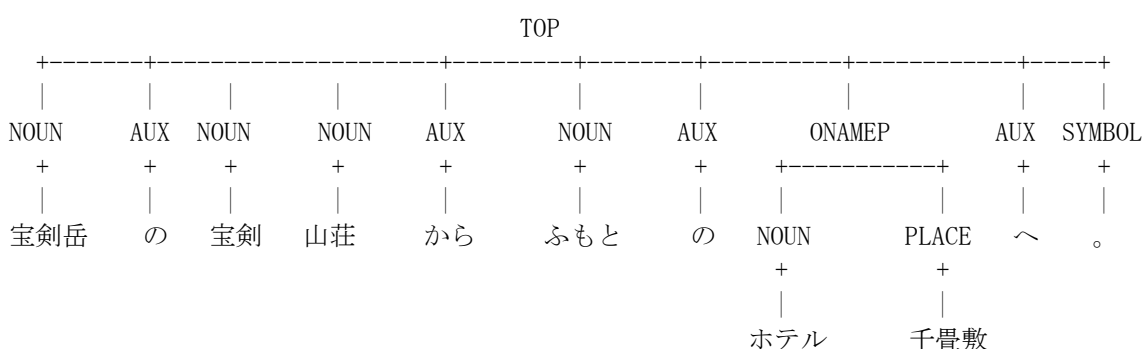 TOP
NOUN AUX NOUN NOUN AUX NOUN AUX ONAMEP AUX SYMBOL
宝剣岳 の 宝剣 山荘 から ふもと の NOUN PLACE へ 。
ホテル 千畳敷